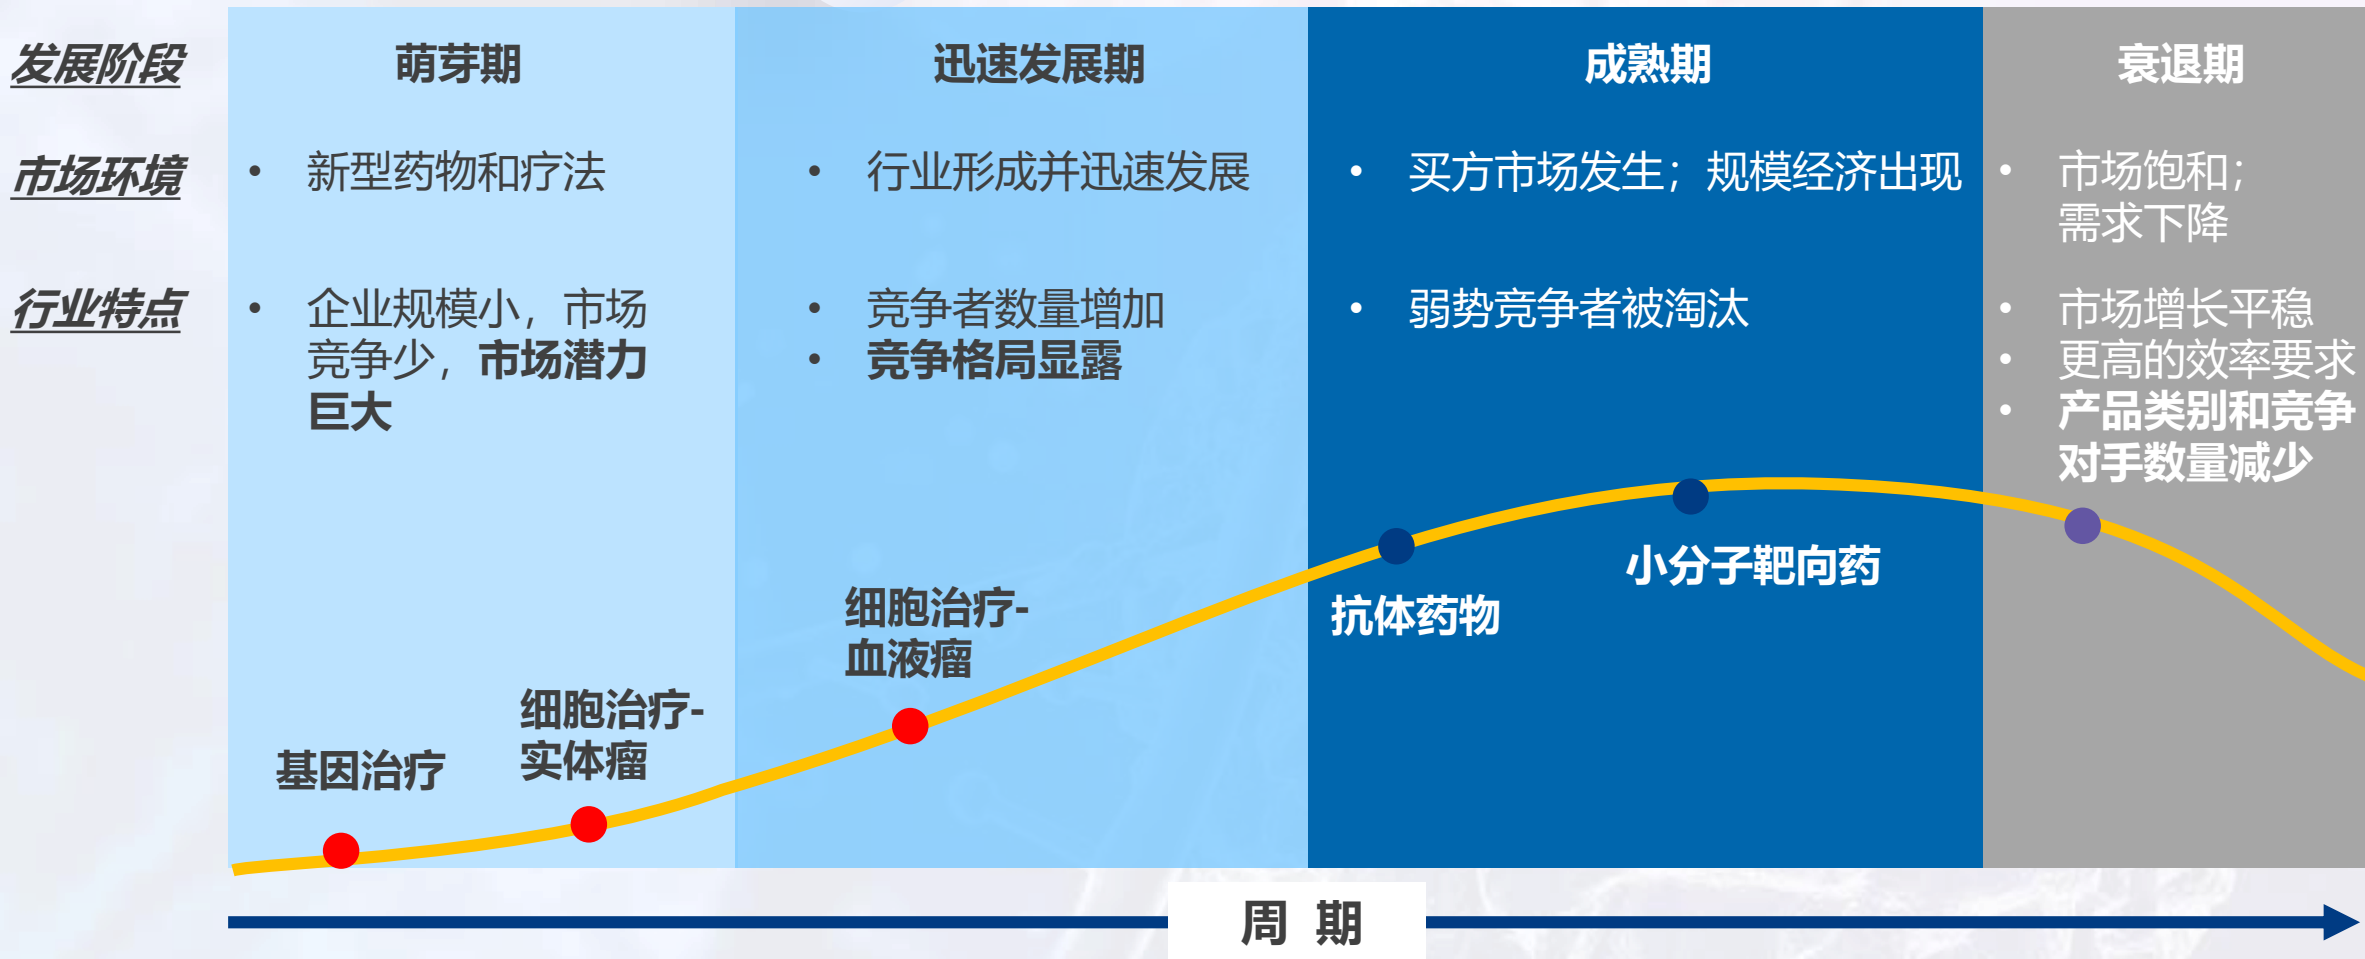 发展阶段
萌芽期
迅速发展期
成熟期
衰退期
市场环境
• 新型药物和疗法
• 行业形成并迅速发展
• 买方市场发生；规模经济出现
• 市场饱和；
需求下降
行业特点
• 企业规模小，市场
竞争少，市场潜力
巨大
• 竞争者数量增加
• 竞争格局显露
• 弱势竞争者被淘汰
• 市场增长平稳
• 更高的效率要求
• 产品类别和竞争
对手数量减少
基因治疗
细胞治疗-
实体瘤
细胞治疗-
血液瘤
抗体药物
小分子靶向药
周 期